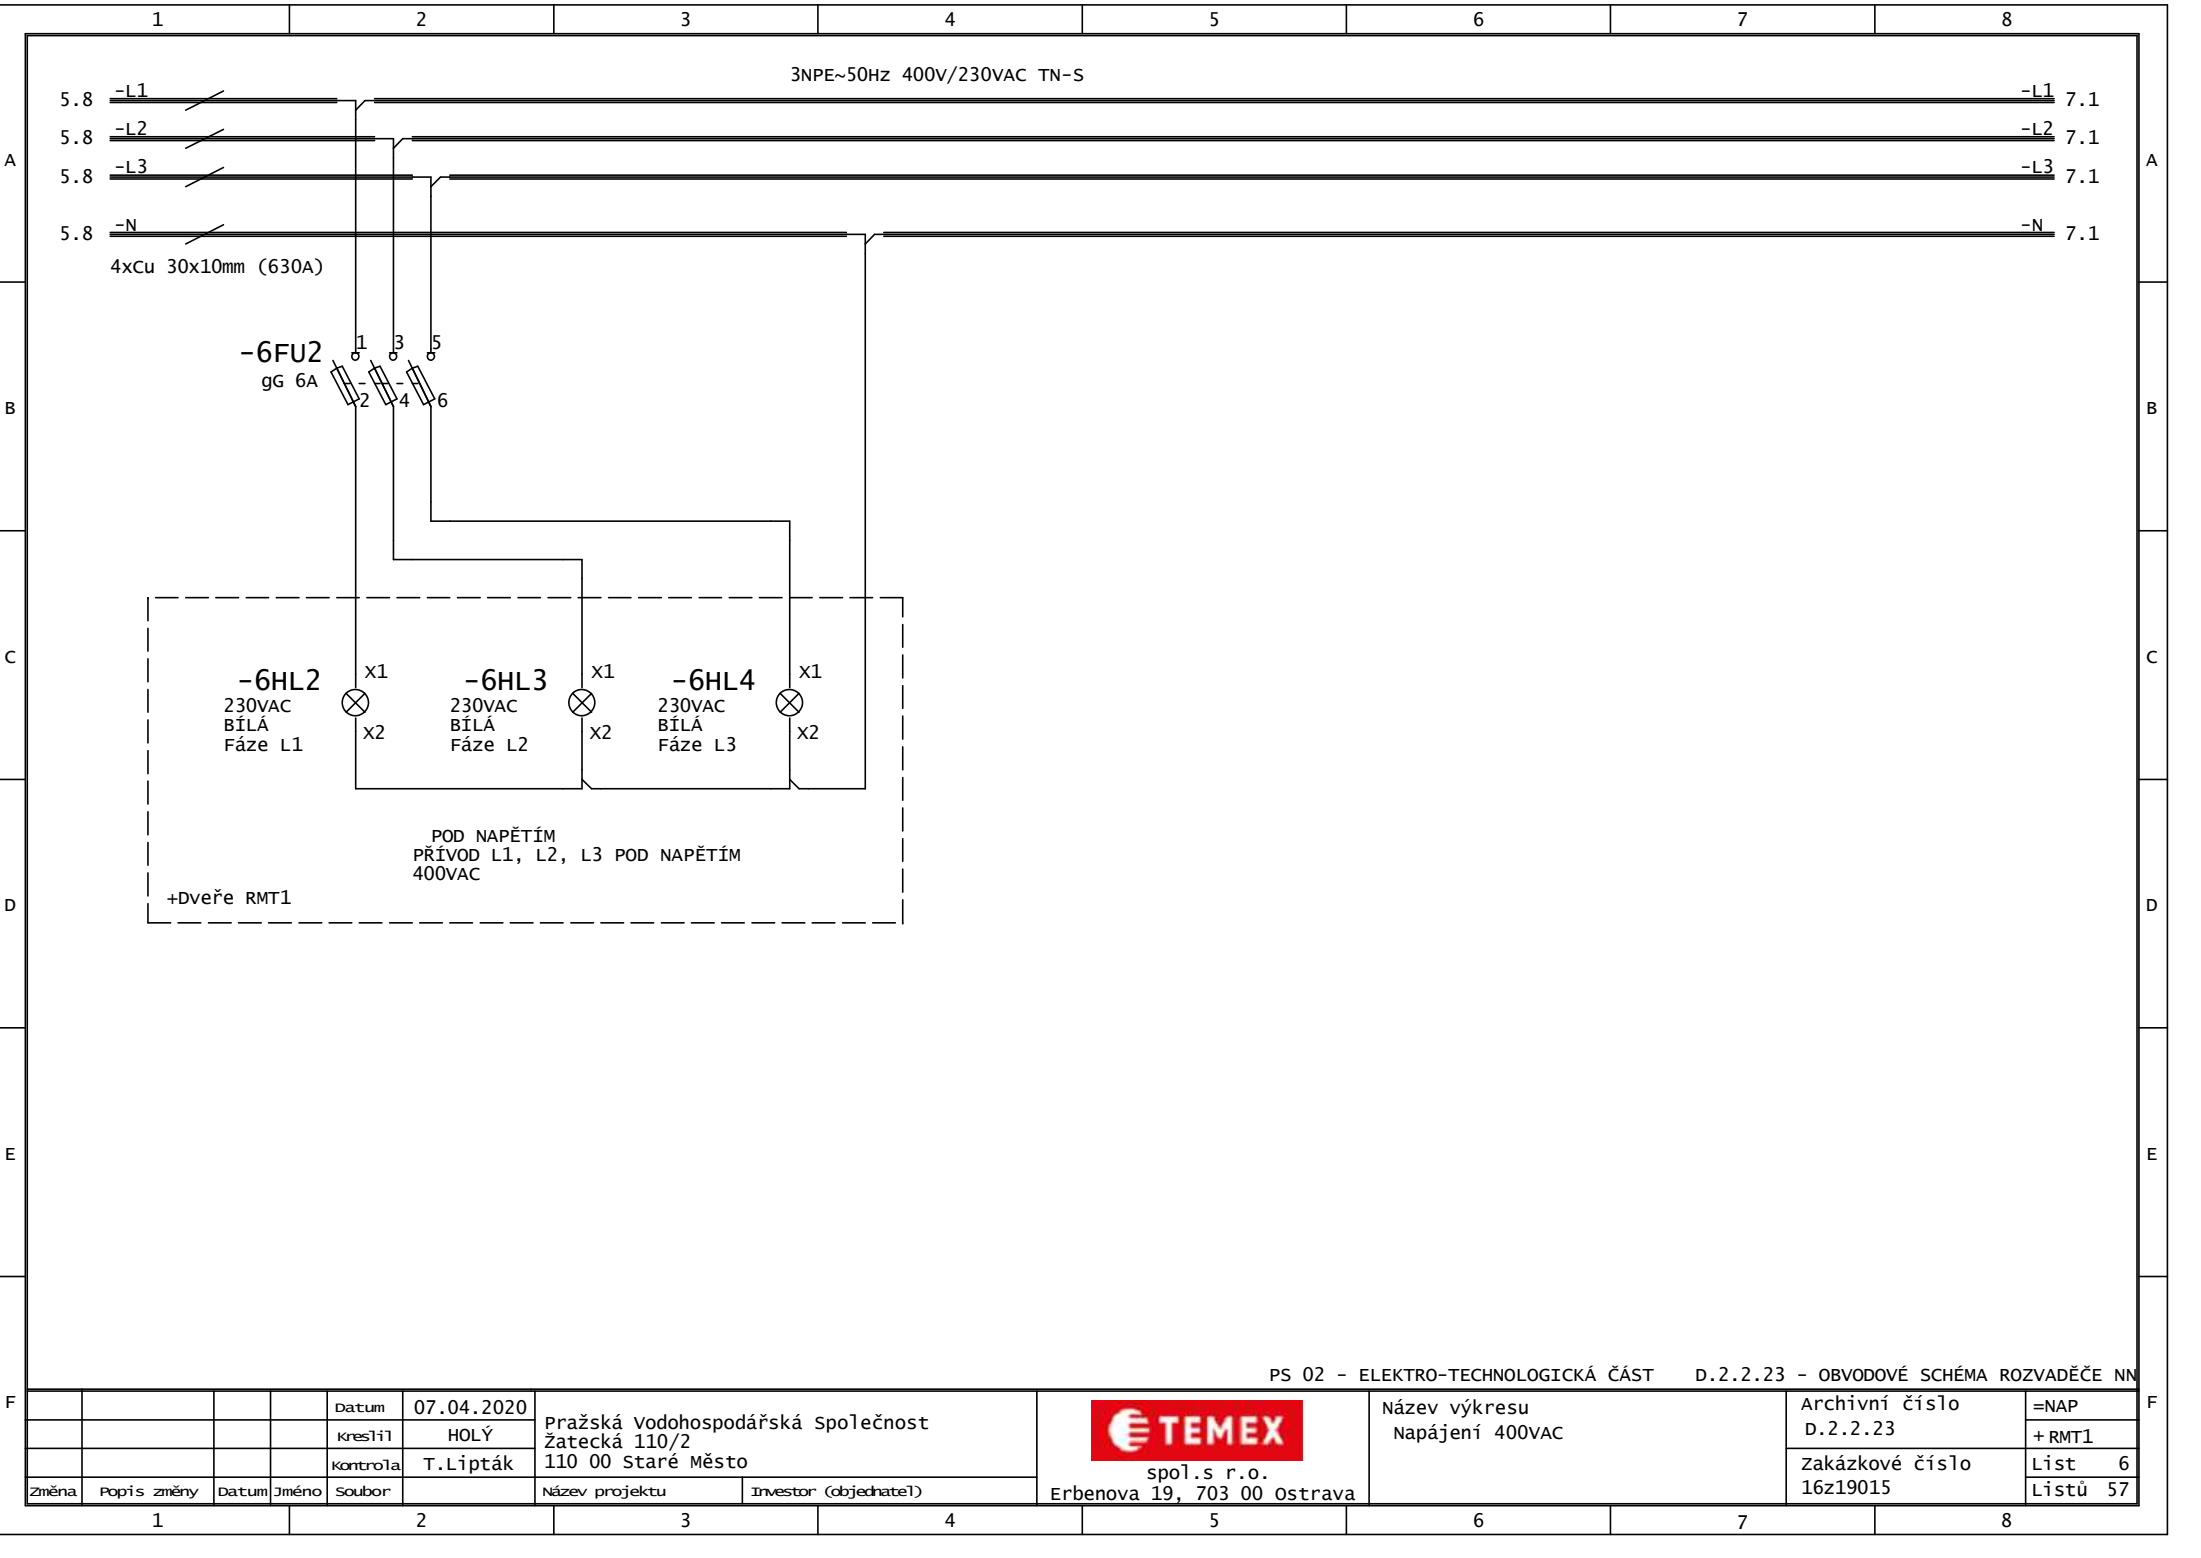 1 2 3 4 5 6 7 8
3NPE~50Hz 400V/230VAC TN-S
5.8 -L1 -L1 7.1
5.8 -L2 -L2 7.1
A A
5.8 -L3 -L3 7.1
5.8 -N -N 7.1
4xCu 30x10mm (630A)
1 3 5
-6FU2
gG 6A
2 4 6
B B
C C
-6HL2 X1 -6HL3 X1 -6HL4 X1
230VAC 230VAC 230VAC
BÍLÁ BÍLÁ BÍLÁ
X2 X2 X2
Fáze L1 Fáze L2 Fáze L3
POD NAPĚTÍM
PŘÍVOD L1, L2, L3 POD NAPĚTÍM
400VAC
+Dveře RMT1
D D
E E
PS 02 - ELEKTRO-TECHNOLOGICKÁ ČÁST D.2.2.23 - OBVODOVÉ SCHÉMA ROZVADĚČE NN
F F
Datum 07.04.2020
Kreslil HOLÝ
Kontrola T.Lipták
Změna Popis změny Datum Jméno Soubor
Pražská Vodohospodářská Společnost
Žatecká 110/2
110 00 Staré Město
Název projektu Investor (objednatel)
TEMEX
spol.s r.o.
Erbenova 19, 703 00 Ostrava
Název výkresu
Napájení 400VAC
Archivní číslo
D.2.2.23
Zakázkové číslo
16z19015
=NAP
+ RMT1
List 6
Listů 57
1 2 3 4 5 6 7 8